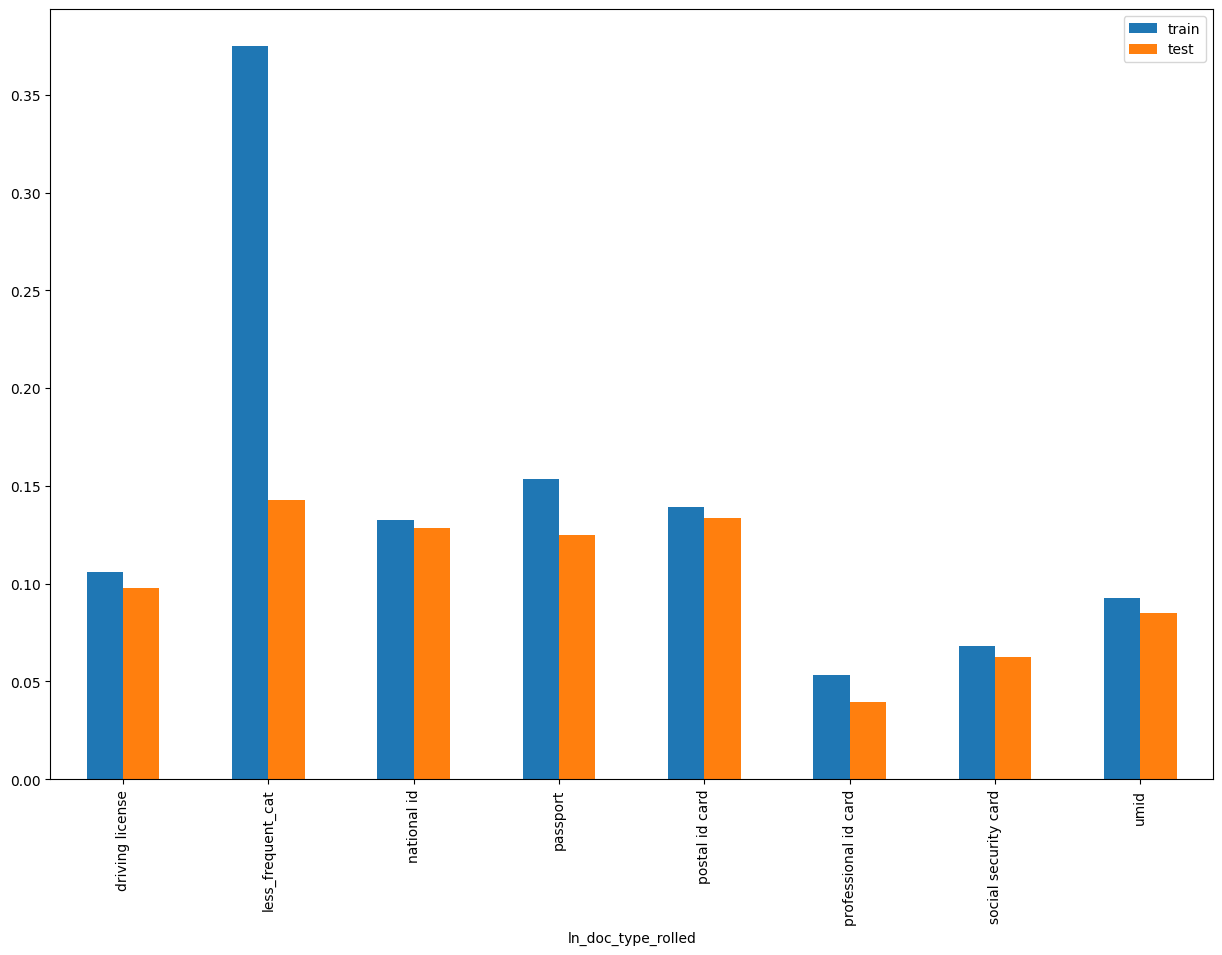 train
test
0.35
0.30
0.25
0.20
0.15
0.10
0.05
0.00
driving license
less_frequent_cat
national id
passport
postal id card
professional id card
social security card
umid
ln_doc_type_rolled